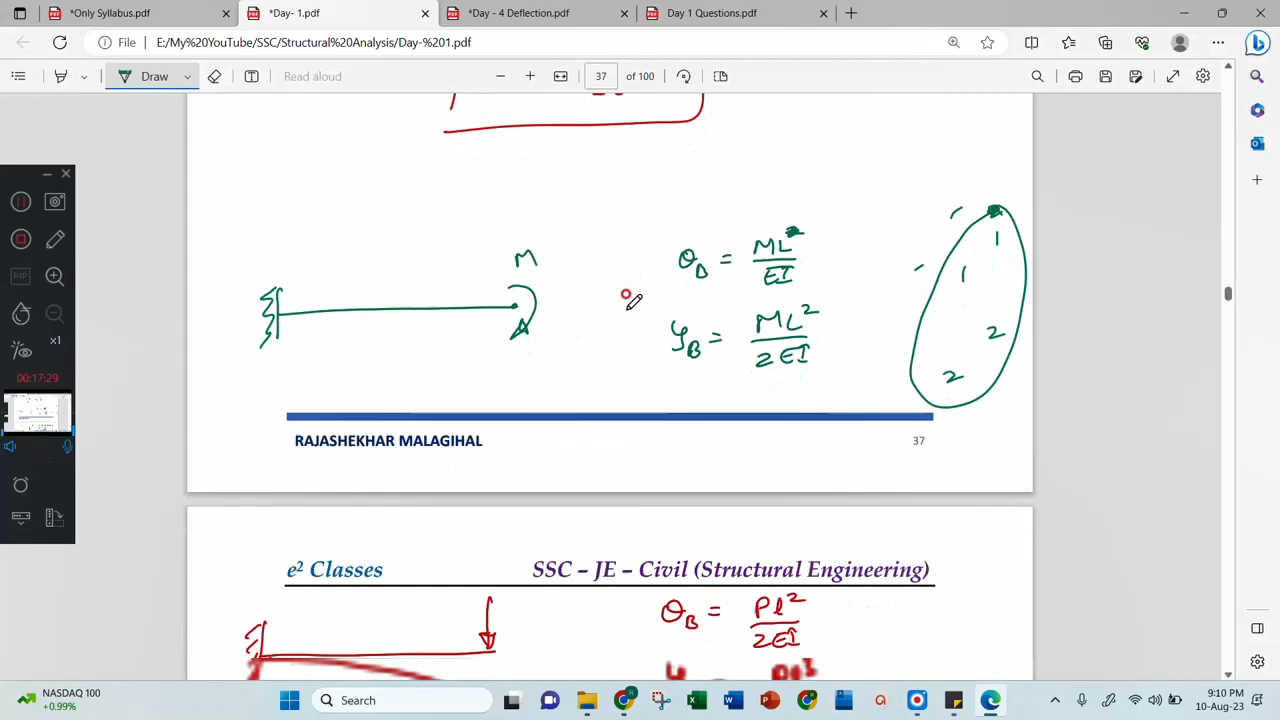 *Only Syllabus.pdf
*Day- 1.pdf
*Day - 4 Deflection.pdf
Day 1 Questions.pdf
File E:/My%20YouTube/SSC/Structural%20Analysis/Day-%201.pdf
Draw
Read aloud
37 of 100
M
θB = ML/EI
yB = ML²/2EI
1
1
2
2
x1
00:17:29
RAJASHEKHAR MALAGIHAL
37
e² Classes
SSC – JE – Civil (Structural Engineering)
θB = Pl²/2EI
NASDAQ 100
+0.99%
Search
9:10 PM
10-Aug-23